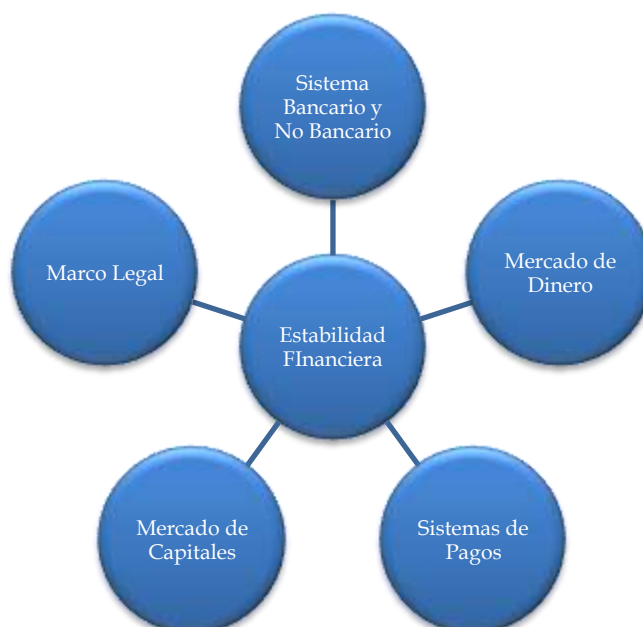 Sistema
Bancario y
No Bancario
Marco Legal
Mercado de
Dinero
Estabilidad
FInanciera
Mercado de
Capitales
Sistemas de
Pagos